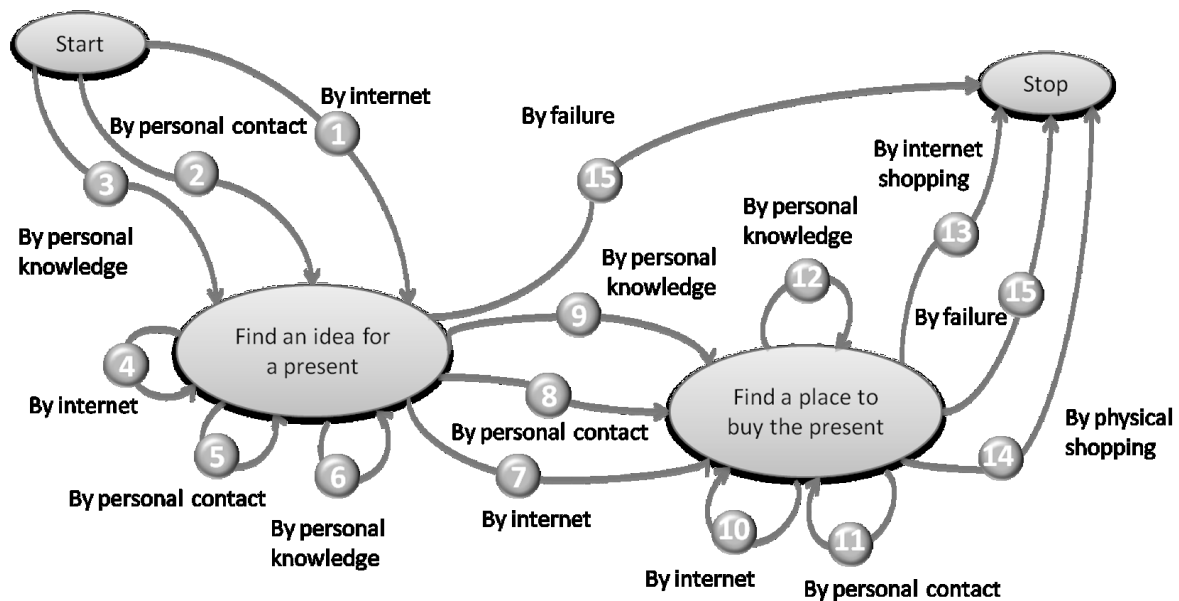 Start
By internet
1
By personal contact
2
3
By personal
knowledge
Stop
By failure
15
By internet
shopping
13
By personal
knowledge
12
By personal
knowledge
9
By failure
15
Find an idea for
a present
4
By internet
5
By personal contact
6
By personal
knowledge
8
By personal contact
7
By internet
Find a place to
buy the present
By physical
shopping
14
10
By internet
11
By personal contact